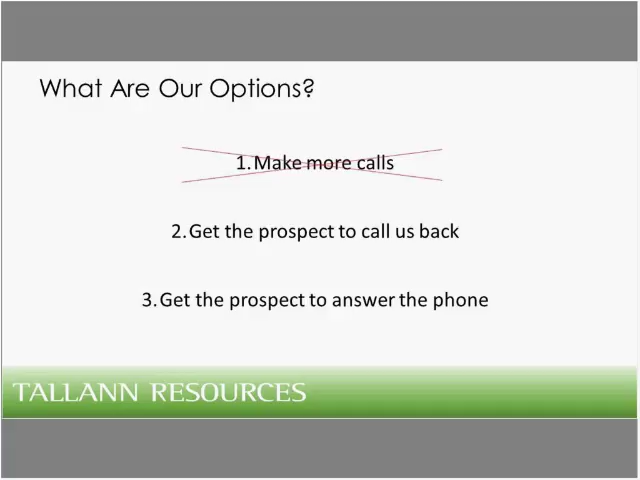 What Are Our Options?
1. Make more calls
2. Get the prospect to call us back
3. Get the prospect to answer the phone
TALLANN RESOURCES